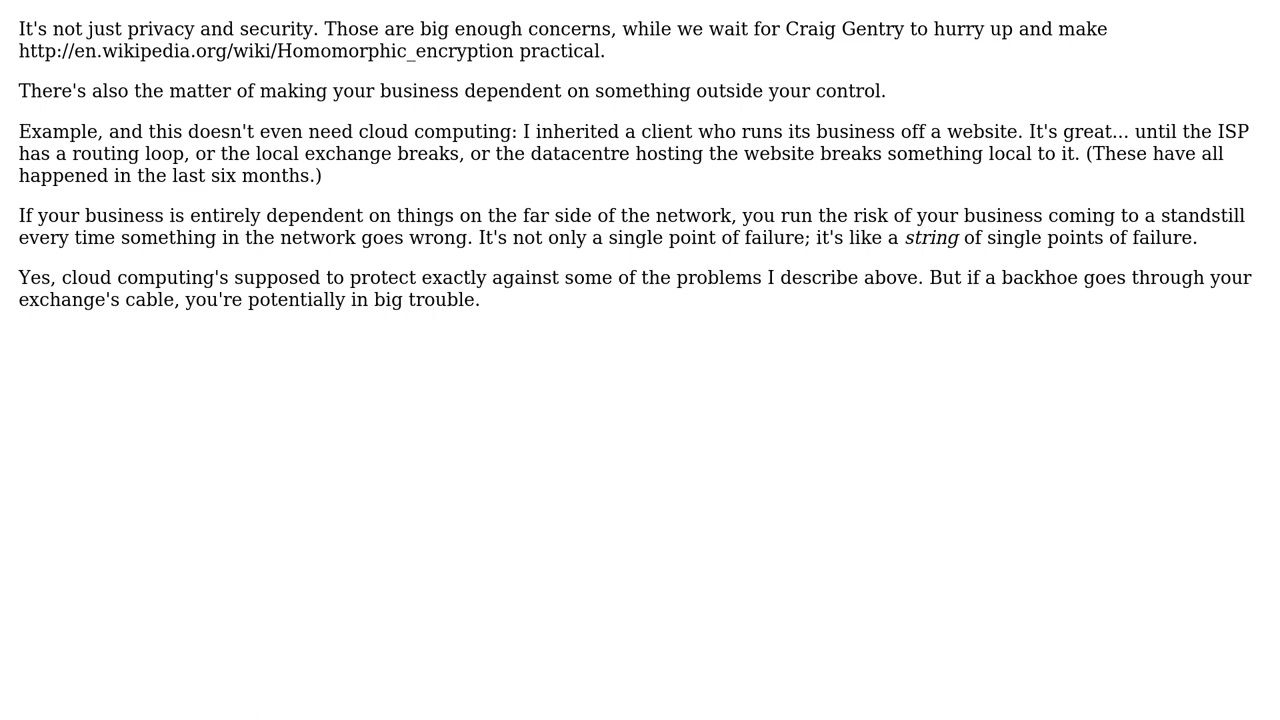 It's not just privacy and security. Those are big enough concerns, while we wait for Craig Gentry to hurry up and make
http://en.wikipedia.org/wiki/Homomorphic_encryption practical.
There's also the matter of making your business dependent on something outside your control.
Example, and this doesn't even need cloud computing: I inherited a client who runs its business off a website. It's great... until the ISP
has a routing loop, or the local exchange breaks, or the datacentre hosting the website breaks something local to it. (These have all
happened in the last six months.)
If your business is entirely dependent on things on the far side of the network, you run the risk of your business coming to a standstill
every time something in the network goes wrong. It's not only a single point of failure; it's like a string of single points of failure.
Yes, cloud computing's supposed to protect exactly against some of the problems I describe above. But if a backhoe goes through your
exchange's cable, you're potentially in big trouble.